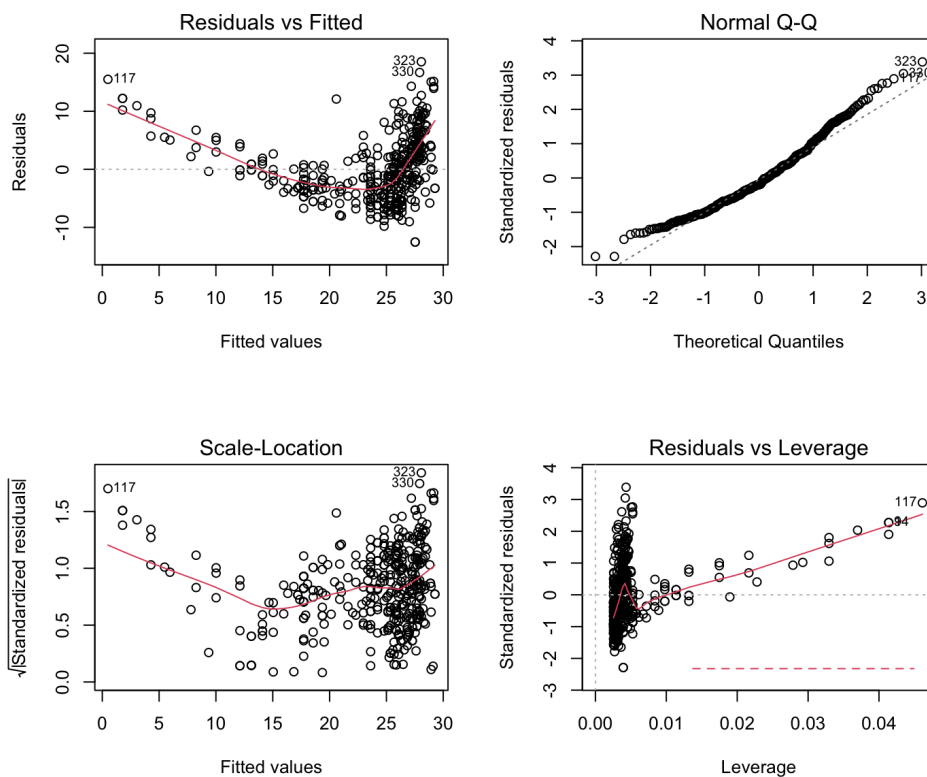 Residuals vs Fitted
Residuals
20
10
0
-10
117
323
330
0 5 10 15 20 25 30
Fitted values
Normal Q-Q
Standardized residuals
4
3
2
1
0
-1
-2
323
330
117
-3 -2 -1 0 1 2 3
Theoretical Quantiles
Scale-Location
√|Standardized residuals|
1.5
1.0
0.5
0.0
117
323
330
0 5 10 15 20 25 30
Fitted values
Residuals vs Leverage
Standardized residuals
4
3
2
1
0
-1
-2
-3
117
94
0.00 0.01 0.02 0.03 0.04
Leverage